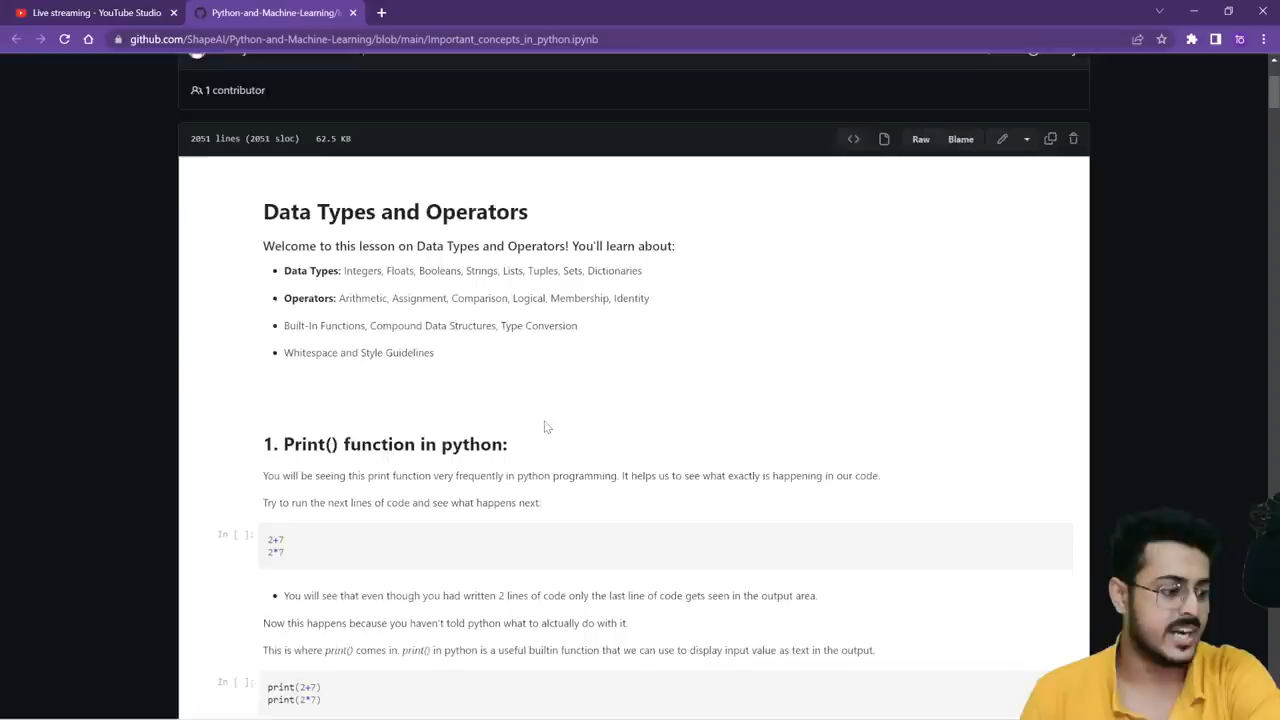 Live streaming - YouTube Studio
Python-and-Machine-Learning/
github.com/ShapeAI/Python-and-Machine-Learning/blob/main/Important_concepts_in_python.ipynb
1 contributor
2051 lines (2051 sloc) 62.5 KB
Raw Blame
Data Types and Operators
Welcome to this lesson on Data Types and Operators! You'll learn about:
• Data Types: Integers, Floats, Booleans, Strings, Lists, Tuples, Sets, Dictionaries
• Operators: Arithmetic, Assignment, Comparison, Logical, Membership, Identity
• Built-In Functions, Compound Data Structures, Type Conversion
• Whitespace and Style Guidelines
1. Print() function in python:
You will be seeing this print function very frequently in python programming. It helps us to see what exactly is happening in our code.
Try to run the next lines of code and see what happens next:
In [ ]:
2+7
2*7
• You will see that even though you had written 2 lines of code only the last line of code gets seen in the output area.
Now this happens because you haven't told python what to alctually do with it.
This is where print() comes in. print() in python is a useful builtin function that we can use to display input value as text in the output.
In [ ]:
print(2+7)
print(2*7)